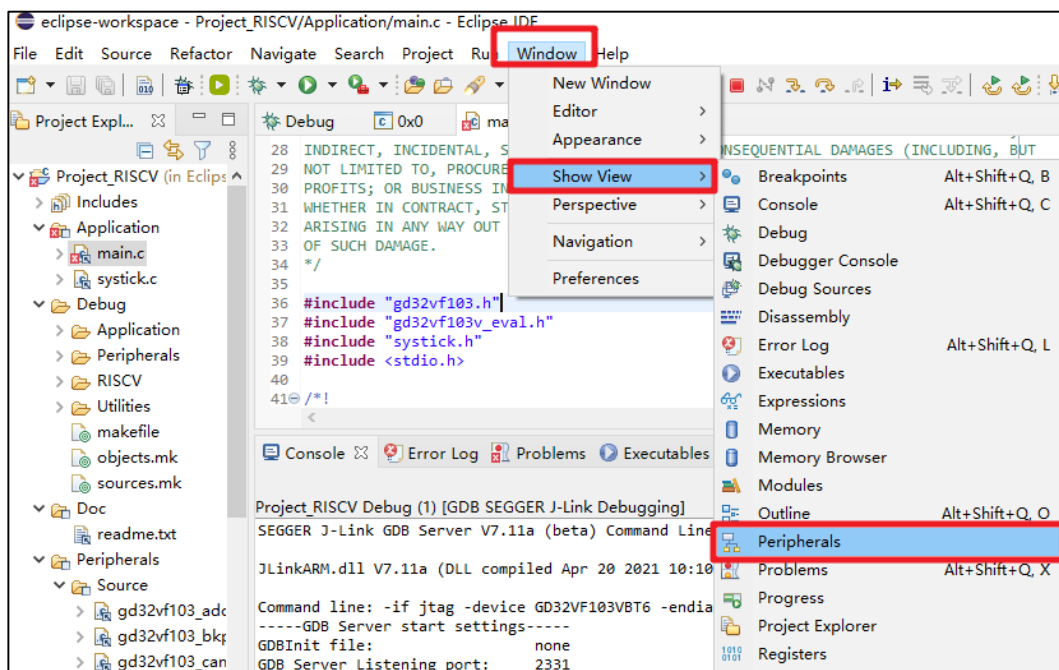 eclipse-workspace - Project_RISCV/Application/main.c - Eclipse IDE
File Edit Source Refactor Navigate Search Project Ru Window Help
Project Expl...
Project_RISCV (in Eclips
Includes
Application
main.c
systick.c
Debug
Application
Peripherals
RISCV
Utilities
makefile
objects.mk
sources.mk
Doc
readme.txt
Peripherals
Source
gd32vf103_adc
gd32vf103_bkp
gd32vf103_can
Debug 0x0 ma
28 INDIRECT, INCIDENTAL, S NSEQUENTIAL DAMAGES (INCLUDING, BUT
29 NOT LIMITED TO, PROCURE
30 PROFITS; OR BUSINESS IN
31 WHETHER IN CONTRACT, ST
32 ARISING IN ANY WAY OUT
33 OF SUCH DAMAGE.
34 */
35
36 #include "gd32vf103.h"
37 #include "gd32vf103v_eval.h"
38 #include "systick.h"
39 #include <stdio.h>
40
41 /*!
Console Error Log Problems Executables
Project_RISCV Debug (1) [GDB SEGGER J-Link Debugging]
SEGGER J-Link GDB Server V7.11a (beta) Command Line
JLinkARM.dll V7.11a (DLL compiled Apr 20 2021 10:10
Command line: -if jtag -device GD32VF103VBT6 -endia
-----GDB Server start settings-----
GDBInit file: none
GDB Server Listening port: 2331
New Window
Editor
Appearance
Show View
Perspective
Navigation
Preferences
Breakpoints Alt+Shift+Q, B
Console Alt+Shift+Q, C
Debug
Debugger Console
Debug Sources
Disassembly
Error Log Alt+Shift+Q, L
Executables
Expressions
Memory
Memory Browser
Modules
Outline Alt+Shift+Q, O
Peripherals
Problems Alt+Shift+Q, X
Progress
Project Explorer
Registers